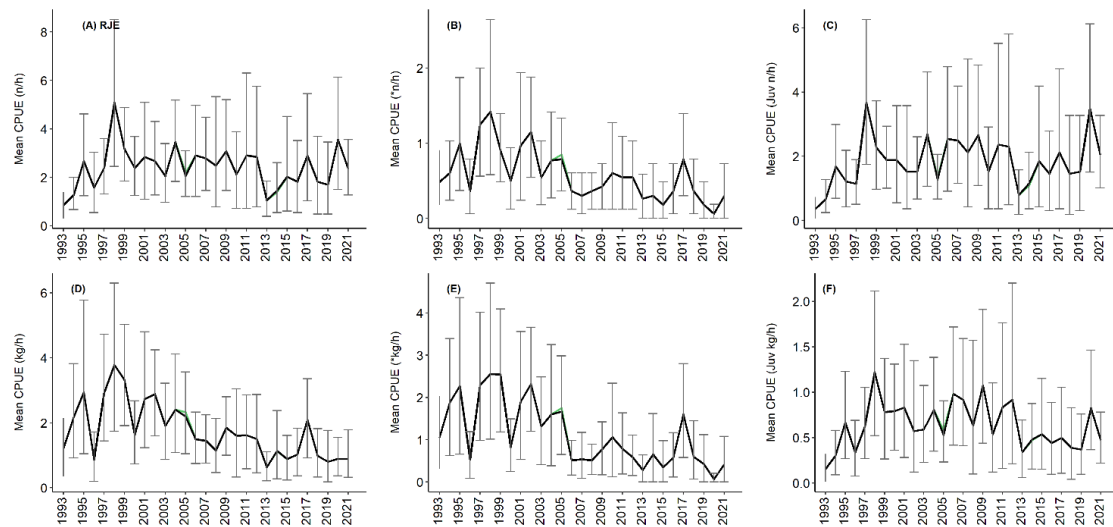 (A) RJE
Mean CPUE (n/h)
8
6
4
2
0
1993 1995 1997 1999 2001 2003 2005 2007 2009 2011 2013 2015 2017 2019 2021
(B)
Mean CPUE (*n/h)
2
1
0
1993 1995 1997 1999 2001 2003 2005 2007 2009 2011 2013 2015 2017 2019 2021
(C)
Mean CPUE (Juv n/h)
6
4
2
0
1993 1995 1997 1999 2001 2003 2005 2007 2009 2011 2013 2015 2017 2019 2021
(D)
Mean CPUE (kg/h)
6
4
2
0
1993 1995 1997 1999 2001 2003 2005 2007 2009 2011 2013 2015 2017 2019 2021
(E)
Mean CPUE (*kg/h)
4
3
2
1
0
1993 1995 1997 1999 2001 2003 2005 2007 2009 2011 2013 2015 2017 2019 2021
(F)
Mean CPUE (Juv kg/h)
2.0
1.5
1.0
0.5
0.0
1993 1995 1997 1999 2001 2003 2005 2007 2009 2011 2013 2015 2017 2019 2021